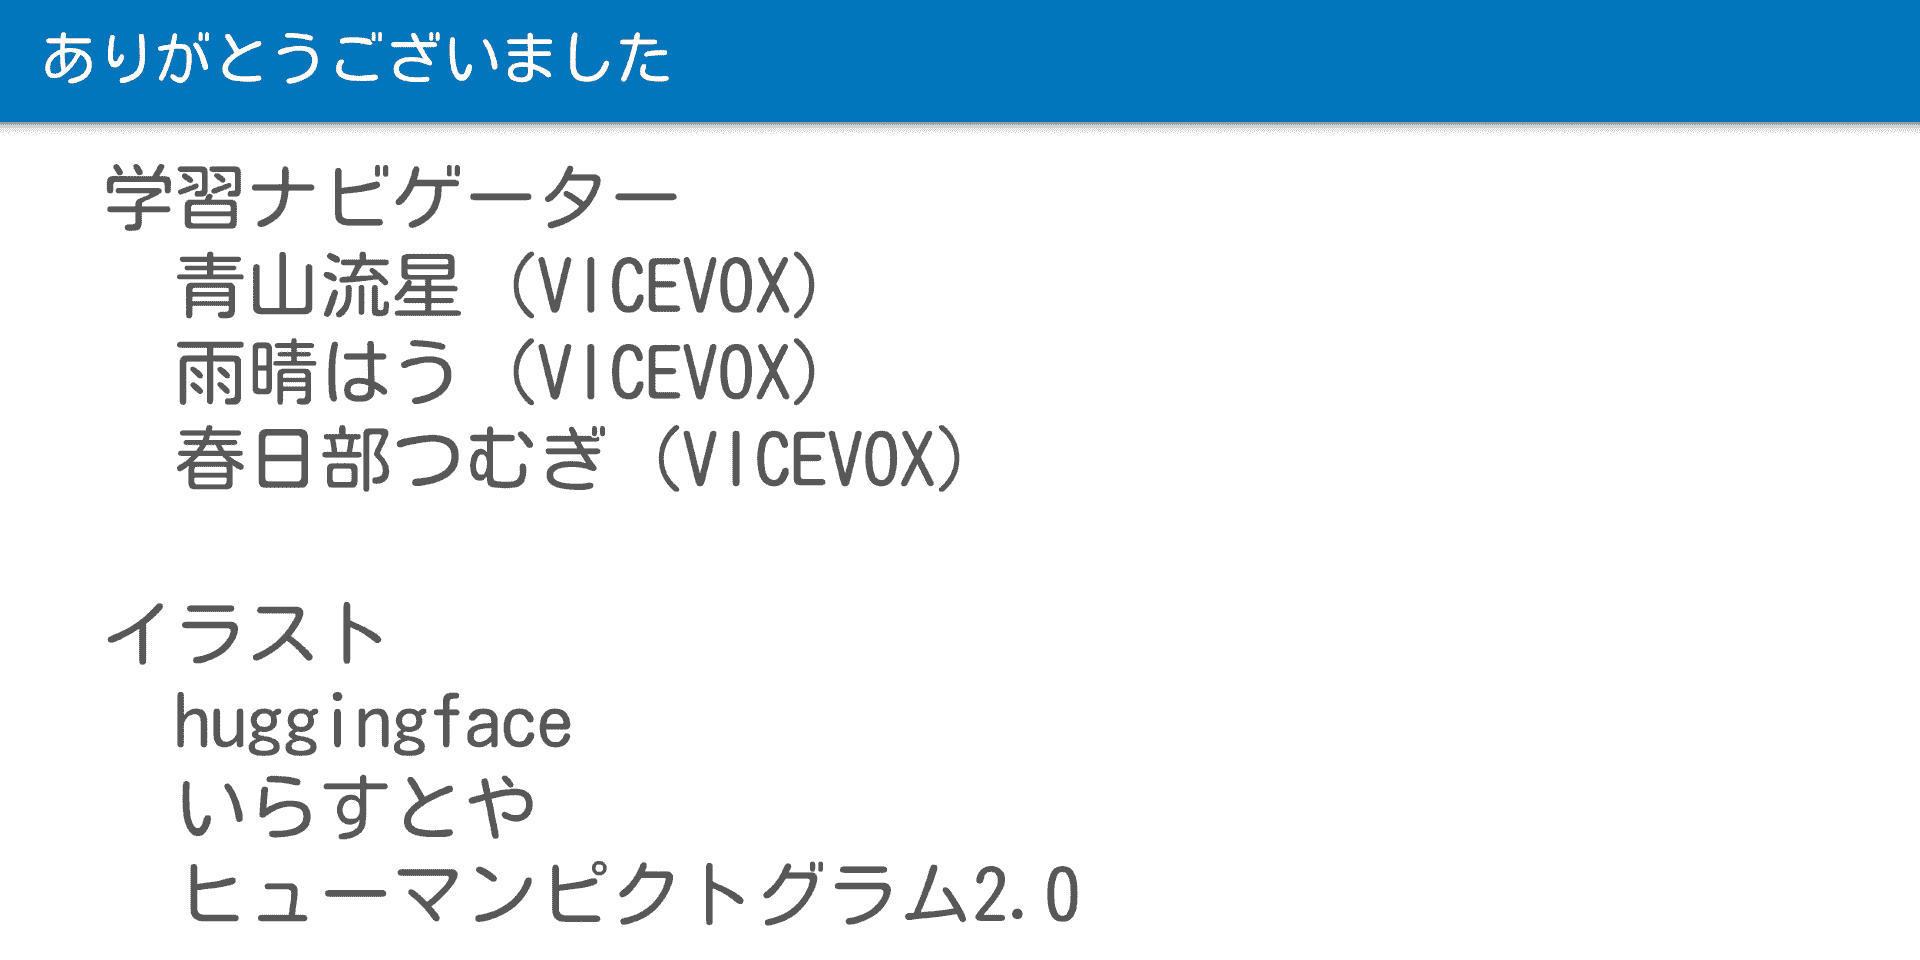 ありがとうございました
学習ナビゲーター
青山流星 (VICEVOX)
雨晴はう (VICEVOX)
春日部つむぎ (VICEVOX)
イラスト
huggingface
いらすとや
ヒューマンピクトグラム2.0